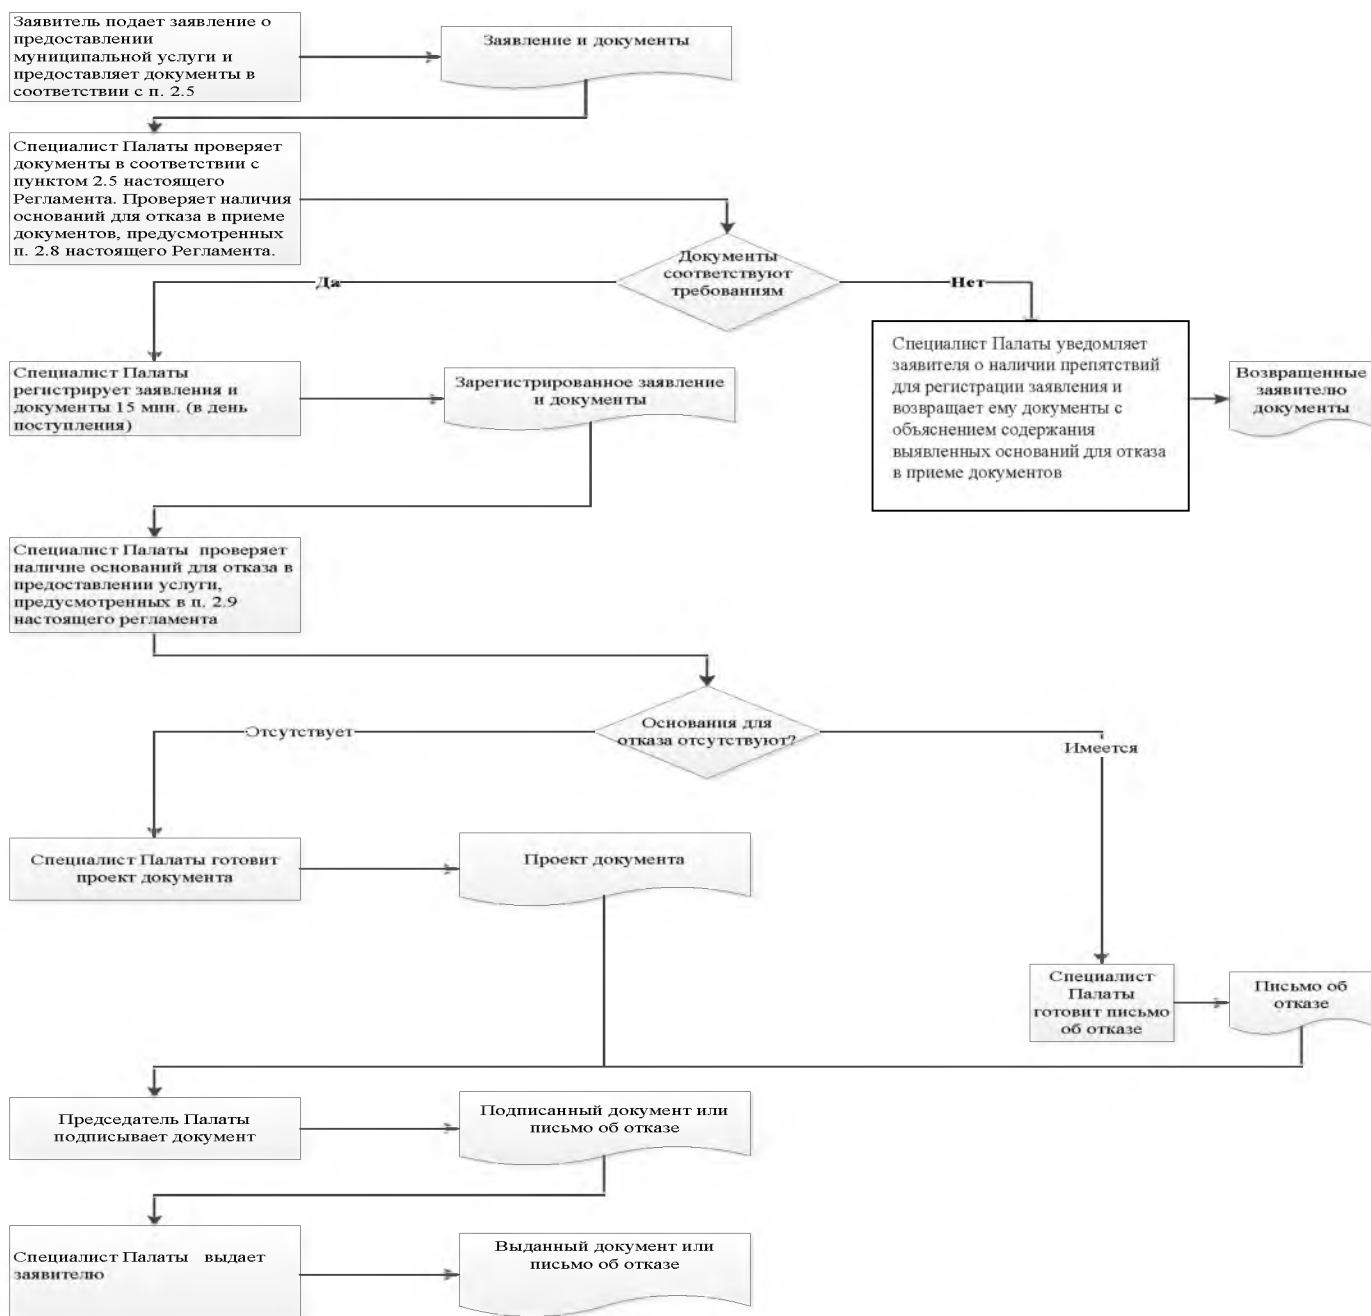 Заявитель подает заявление о
предоставлении
муниципальной услуги и
предоставляет документы в
соответствии с п. 2.5
Заявление и документы
Специалист Палаты проверяет
документы в соответствии с
пунктом 2.5 настоящего
Регламента. Проверяет наличия
оснований для отказа в приеме
документов, предусмотренных
п. 2.8 настоящего Регламента.
Документы
соответствуют
требованиям
Да
Нет
Специалист Палаты уведомляет
заявителя о наличии препятствий
для регистрации заявления и
возвращает ему документы с
объяснением содержания
выявленных оснований для отказа
в приеме документов
Возвращенные
заявителю
документы
Специалист Палаты
регистрирует заявления и
документы 15 мин. (в день
поступления)
Зарегистрированное заявление
и документы
Специалист Палаты проверяет
наличие оснований для отказа в
предоставлении услуги,
предусмотренных в п. 2.9
настоящего регламента
Основания для
отказа отсутствуют?
Отсутствует
Имеется
Специалист Палаты готовит
проект документа
Проект документа
Специалист
Палаты
готовит письмо
об отказе
Письмо об
отказе
Председатель Палаты
подписывает документ
Подписанный документ или
письмо об отказе
Специалист Палаты выдает
заявителю
Выданный документ или
письмо об отказе